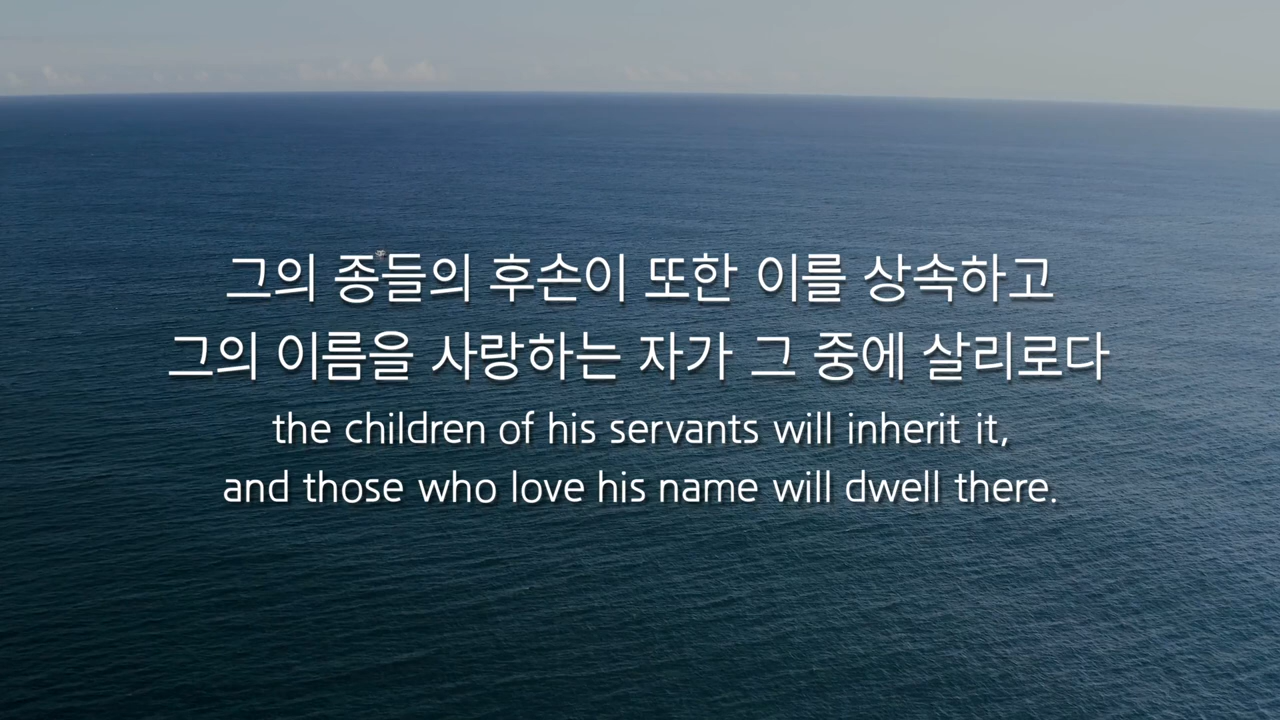 그의 종들의 후손이 또한 이를 상속하고
그의 이름을 사랑하는 자가 그 중에 살리로다
the children of his servants will inherit it,
and those who love his name will dwell there.